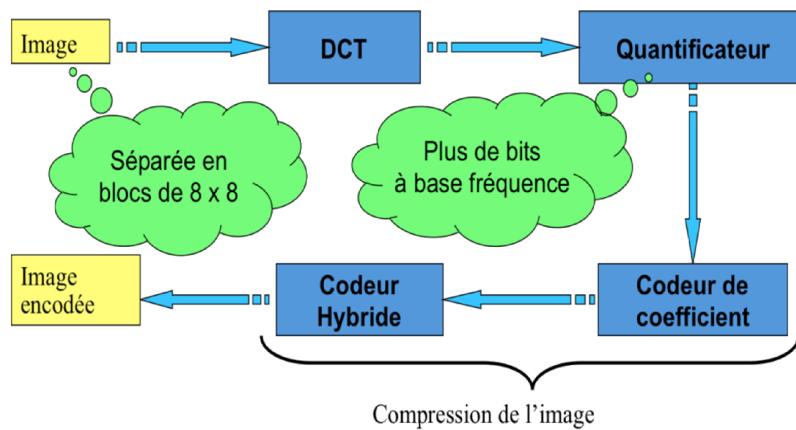 Image
DCT
Quantificateur
Séparée en
blocs de 8 x 8
Plus de bits
à base fréquence
Image
encodée
Codeur
Hybride
Codeur de
coefficient
Compression de l'image